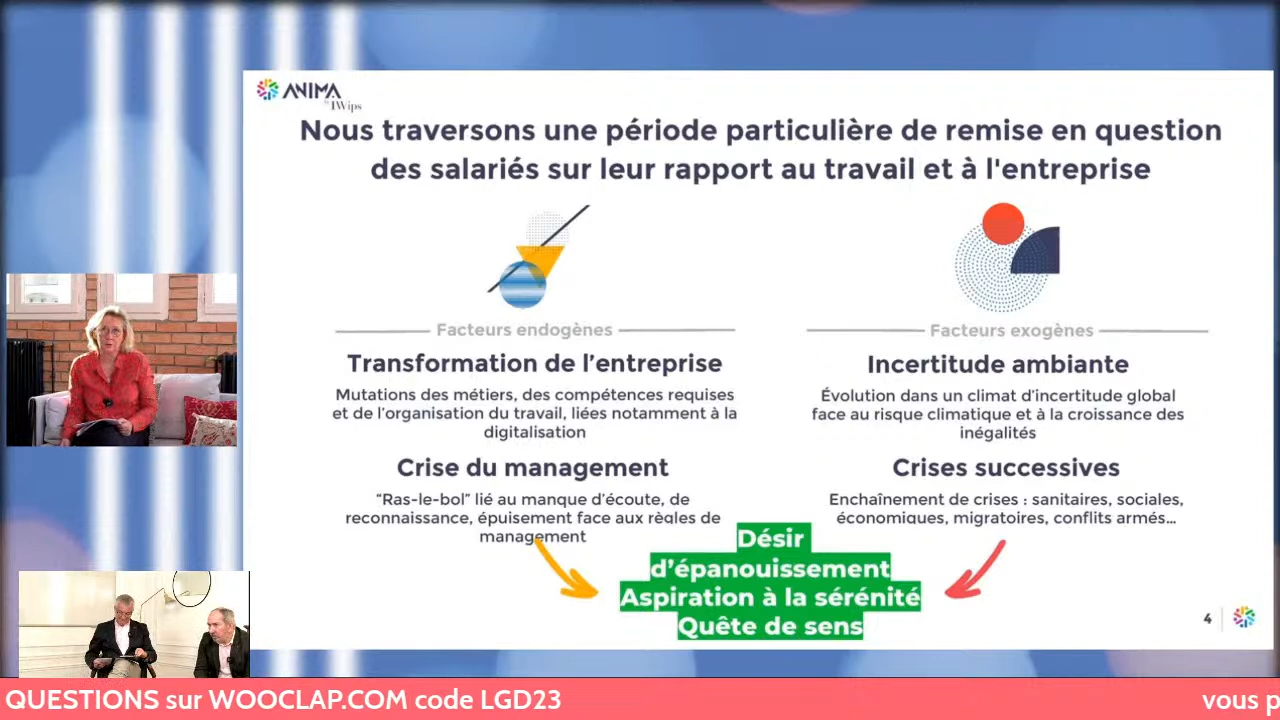 ANIMA
& IWips
Nous traversons une période particulière de remise en question
des salariés sur leur rapport au travail et à l'entreprise
Facteurs endogènes
Transformation de l’entreprise
Mutations des métiers, des compétences requises
et de l’organisation du travail, liées notamment à la
digitalisation
Crise du management
“Ras-le-bol” lié au manque d’écoute, de
reconnaissance, épuisement face aux règles de
management
Facteurs exogènes
Incertitude ambiante
Évolution dans un climat d’incertitude global
face au risque climatique et à la croissance des
inégalités
Crises successives
Enchaînement de crises : sanitaires, sociales,
économiques, migratoires, conflits armés...
Désir
d’épanouissement
Aspiration à la sérénité
Quête de sens
4
QUESTIONS sur WOOCLAP.COM code LGD23
vous p